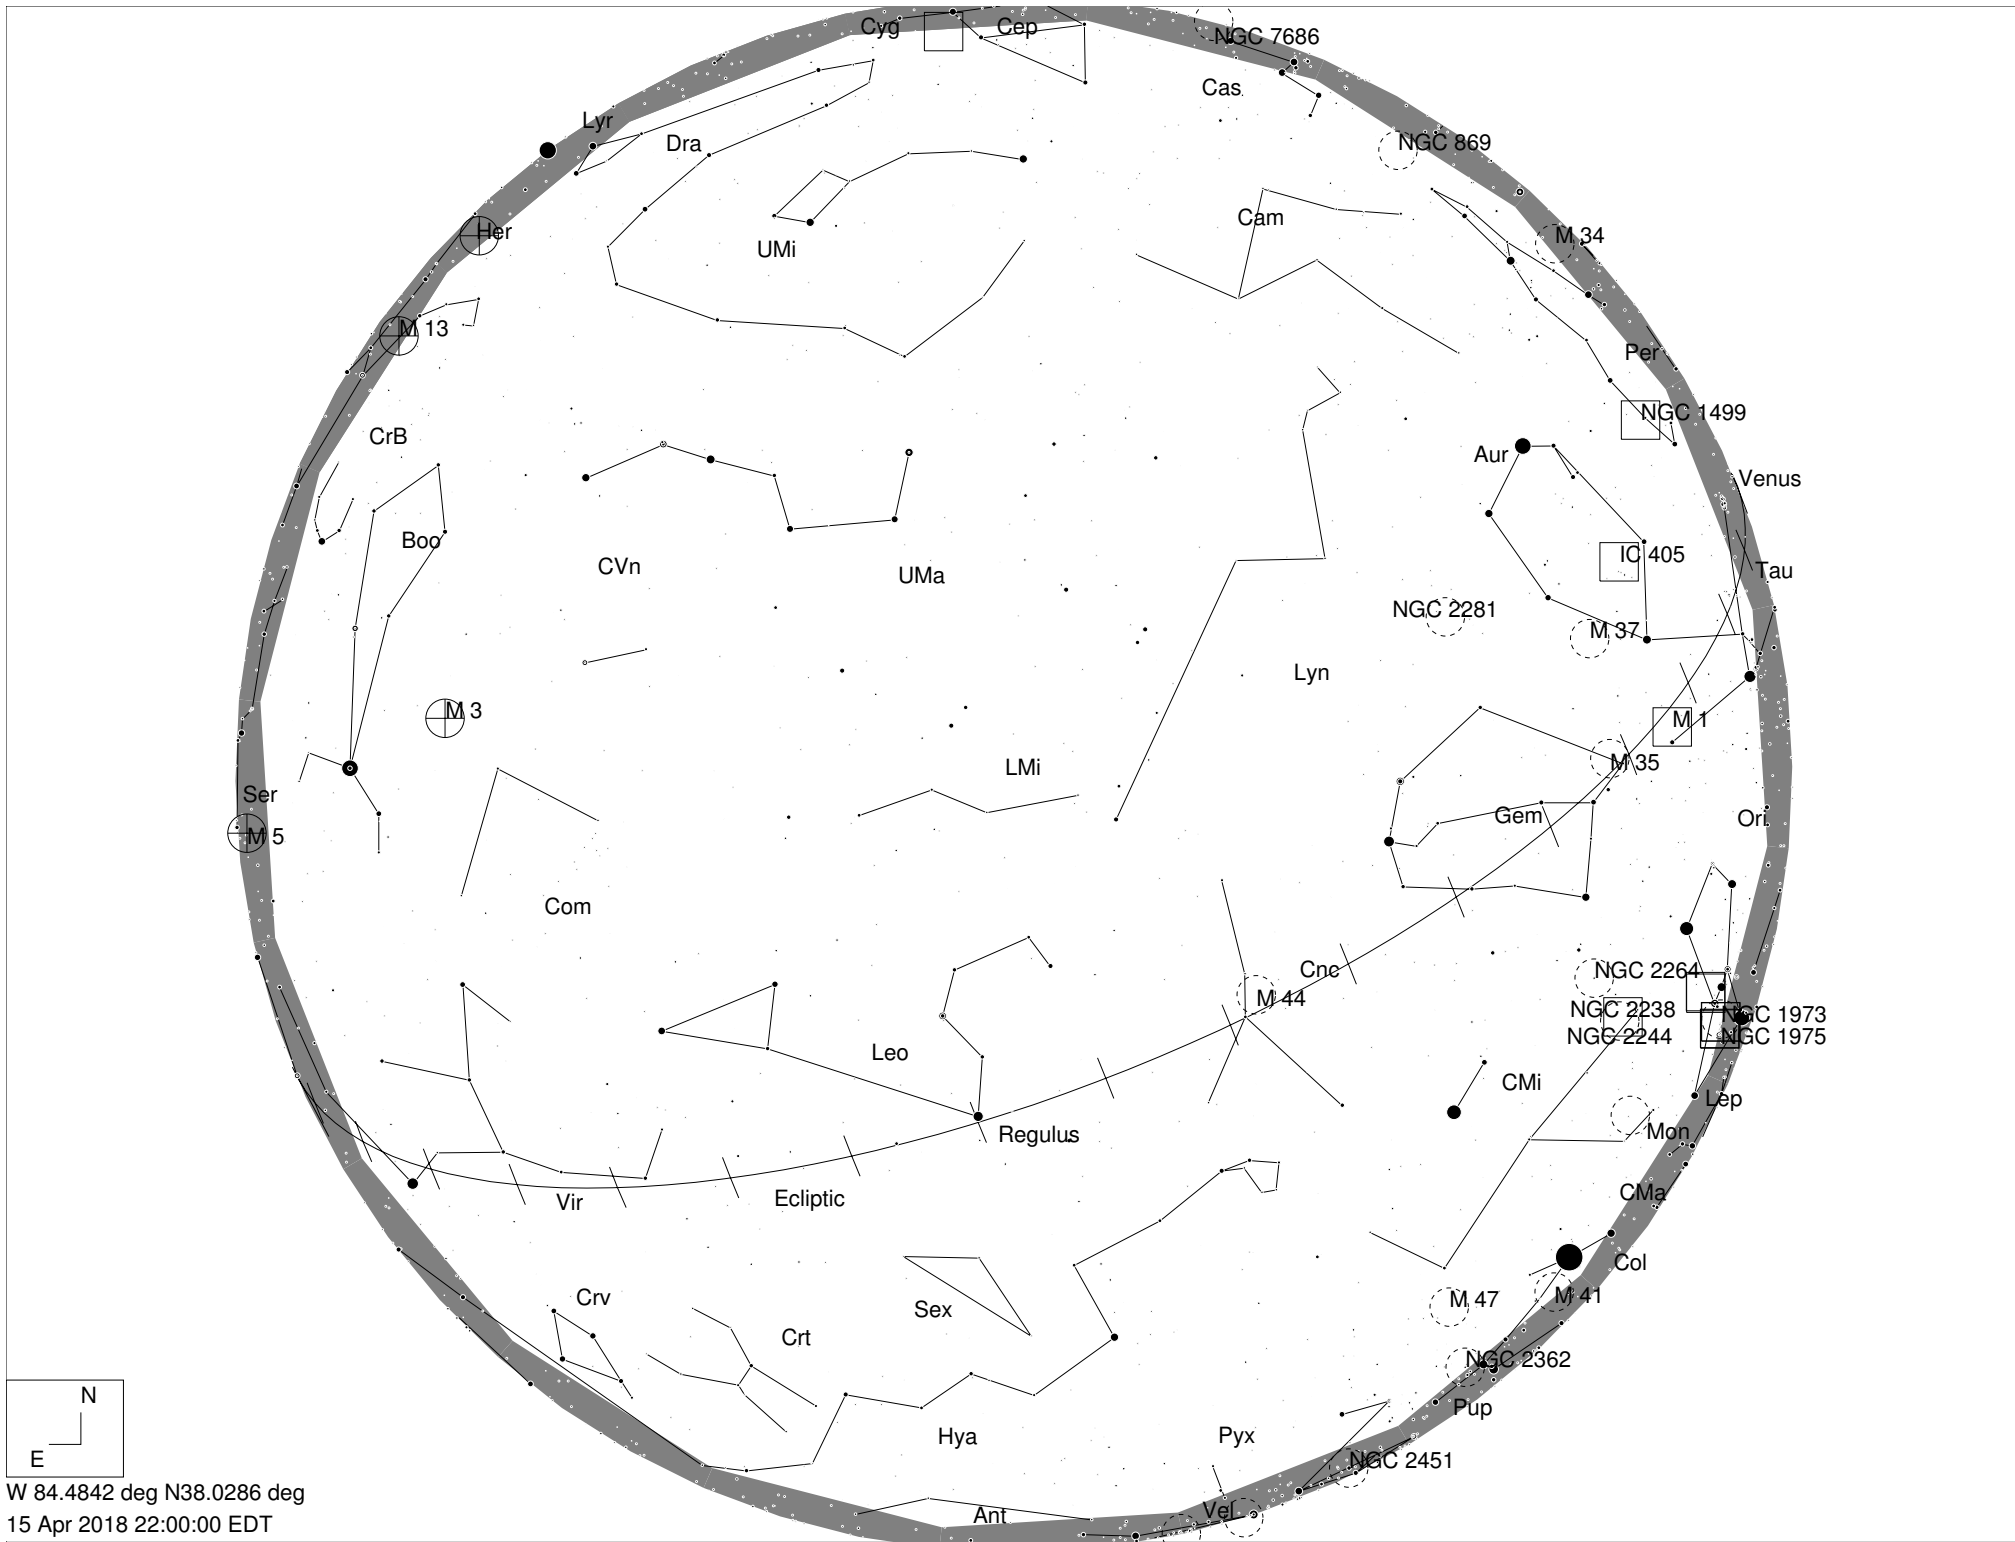 Cyg
Cep
NGC 7686
Cas
Lyr
Dra
NGC 869
Cam
Her
UMi
M 34
M 13
Per
CrB
NGC 1499
Aur
Venus
Boo
CVn
UMa
IC 405
Tau
NGC 2281
M 37
Lyn
M 3
M 1
LMi
M 35
Ser
Gem
Ori
M 5
Com
Cnc
NGC 2264
M 44
NGC 2238
NGC 1973
NGC 2244
NGC 1975
Leo
CMi
Lep
Regulus
Mon
Vir
Ecliptic
CMa
Col
Crv
Sex
M 47
M 41
Crt
NGC 2362
Pup
Hya
Pyx
NGC 2451
Ant
Vel
N
E
W 84.4842 deg N38.0286 deg
15 Apr 2018 22:00:00 EDT